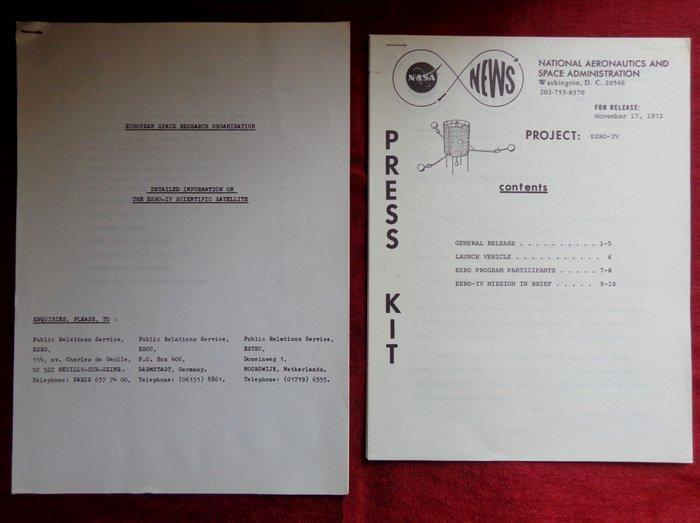 EUROPEAN SPACE RESEARCH ORGANISATION
DETAILED INFORMATION ON
THE ESRO-IV SCIENTIFIC SATELLITE
ENQUIRIES, PLEASE, TO :
Public Relations Service,
ESRO,
114, av. Charles de Gaulle,
92 522 NEUILLY-SUR-SEINE.
Telephone: PARIS 637 74 00.
Public Relations Service,
ESOC,
P.O. Box 406,
DARMSTADT, Germany.
Telephone: (06151) 8861.
Public Relations Service,
ESTEC,
Domeinweg 1,
NOORDWIJK, Netherlands.
Telephone: (01719) 6555.
NASA
NEWS
NATIONAL AERONAUTICS AND
SPACE ADMINISTRATION
Washington, D. C. 20546
202-755-8370
FOR RELEASE:
November 17, 1972
PROJECT: ESRO-IV
PRESS KIT
contents
GENERAL RELEASE . . . . . . . . . . 1-5
LAUNCH VEHICLE . . . . . . . . . . . 6
ESRO PROGRAM PARTICIPANTS . . . . . 7-8
ESRO-IV MISSION IN BRIEF . . . . . 9-10